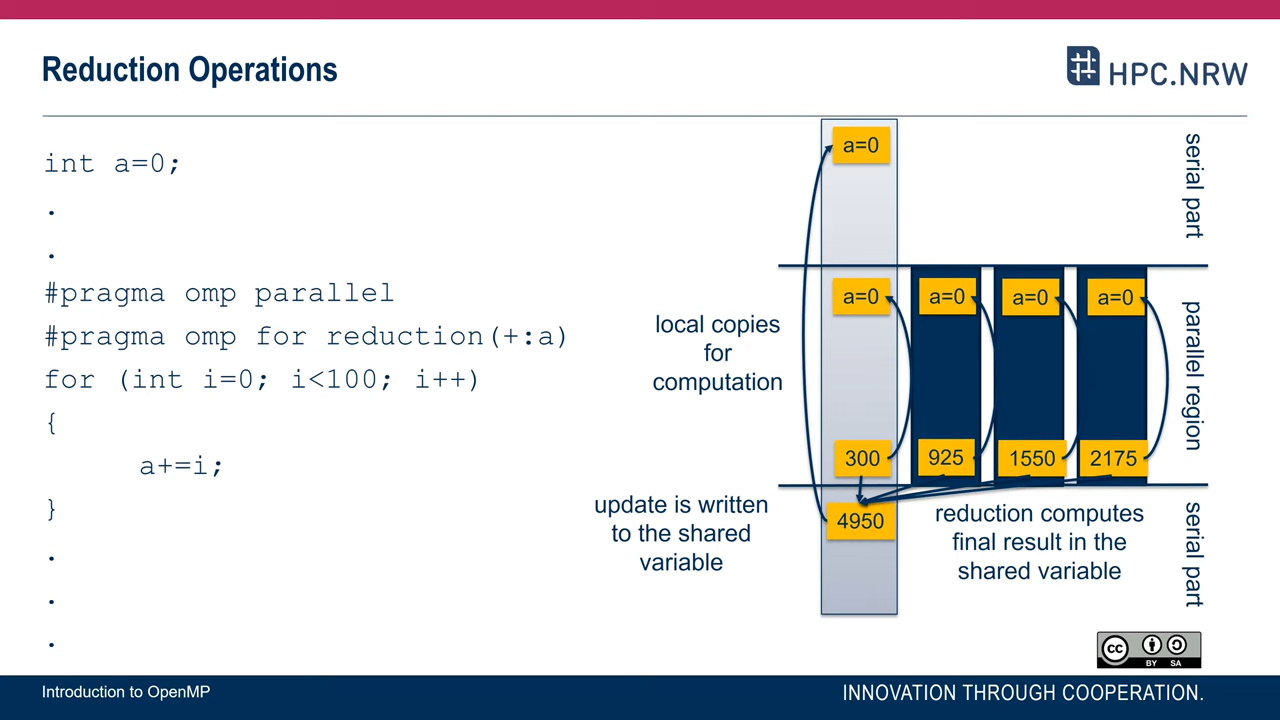 Reduction Operations
HPC.NRW
int a=0;
.
.
#pragma omp parallel
#pragma omp for reduction(+:a)
for (int i=0; i<100; i++)
{
a+=i;
}
.
.
.
a=0
serial part
a=0
a=0
a=0
a=0
local copies
for
computation
parallel region
300
925
1550
2175
update is written
to the shared
variable
4950
reduction computes
final result in the
shared variable
serial part
cc
BY SA
Introduction to OpenMP
INNOVATION THROUGH COOPERATION.